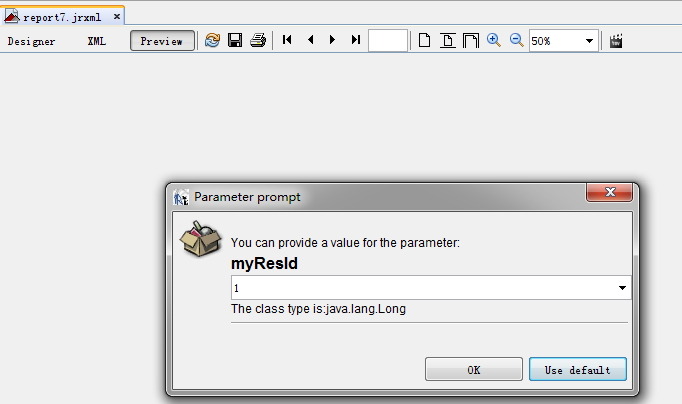 report7.jrxml
Designer XML Preview 50%
Parameter prompt
You can provide a value for the parameter:
myResId
1
The class type is:java.lang.Long
OK Use default